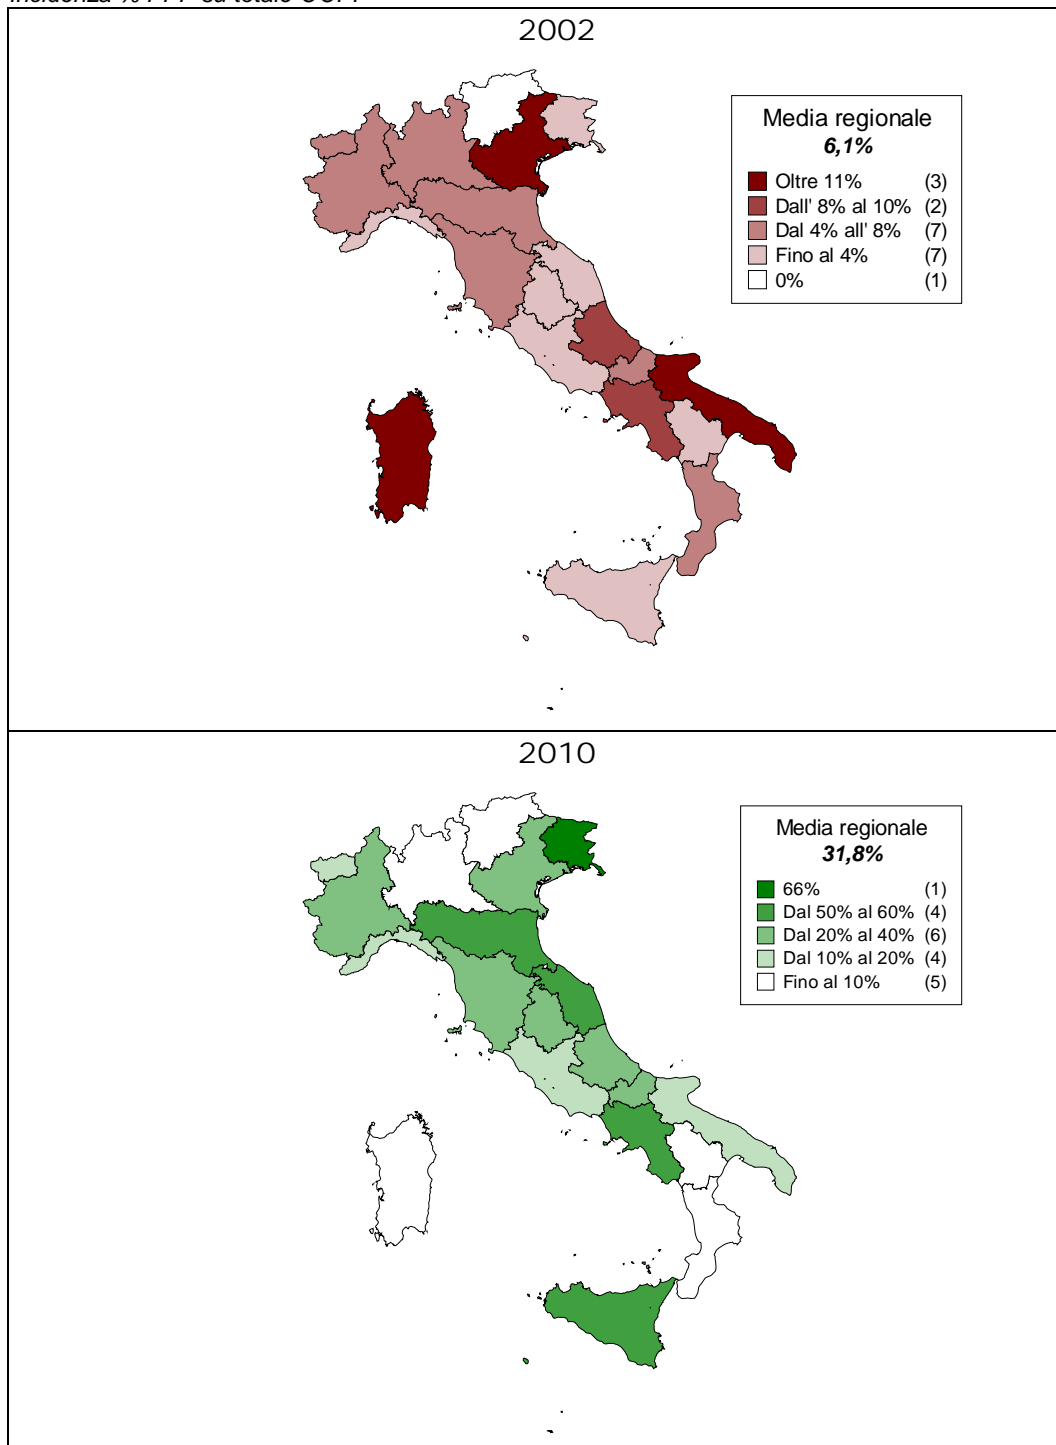 su totale
2002
Media regionale
6,1%
Oltre 11% (3)
Dall' 8% al 10% (2)
Dal 4% all' 8% (7)
Fino al 4% (7)
0% (1)
2010
Media regionale
31,8%
66% (1)
Dal 50% al 60% (4)
Dal 20% al 40% (6)
Dal 10% al 20% (4)
Fino al 10% (5)